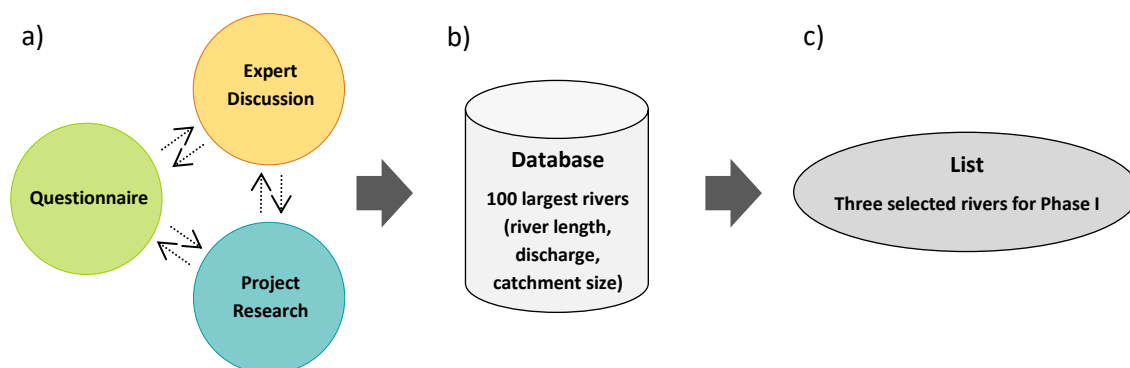 a)
Expert
Discussion
Questionnaire
Project
Research
b)
Database
100 largest rivers
(river length,
discharge,
catchment size)
c)
List
Three selected rivers for Phase I